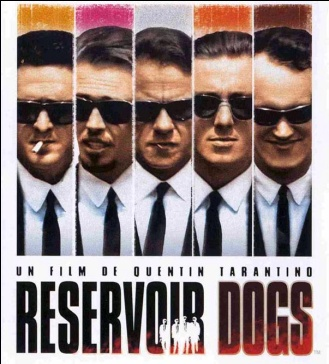 UN FILM DE QUENTIN TARANTINO
RESERVOIR DOGS